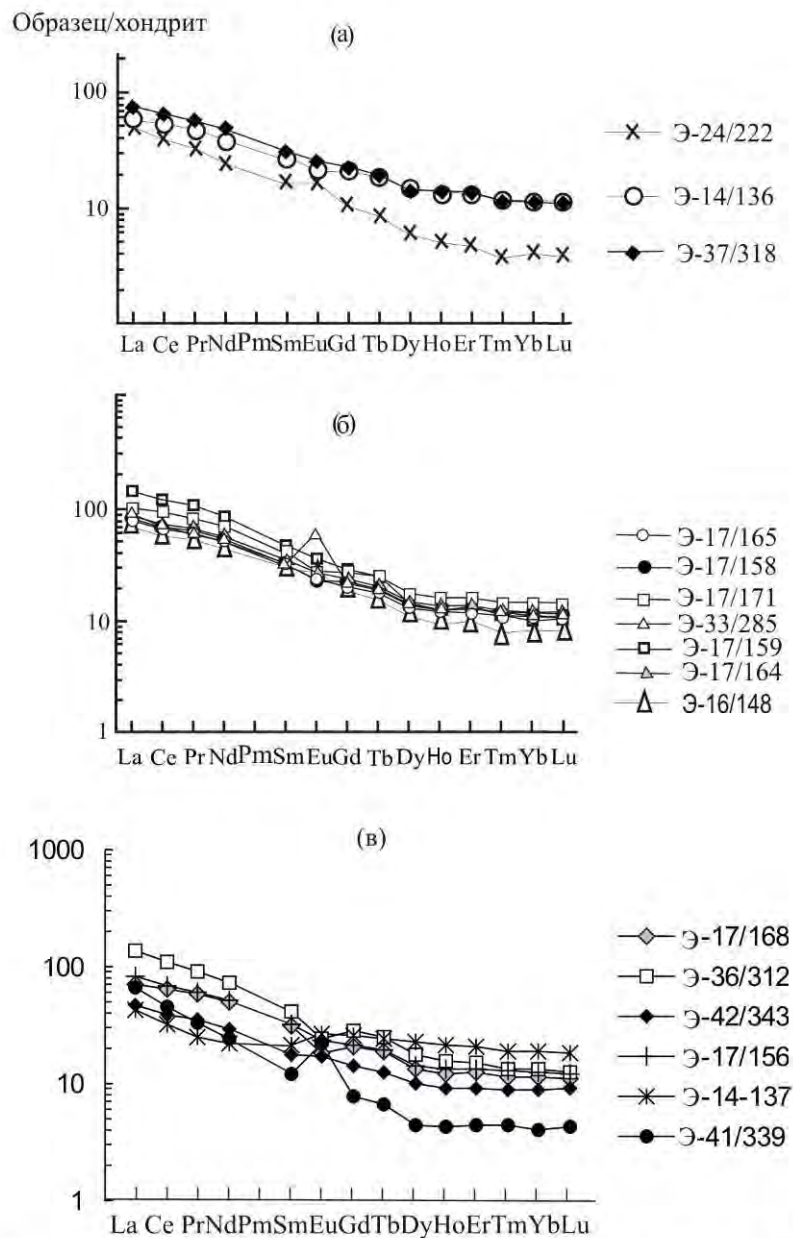 Образец/хондрит
(а)
100
10
Э-24/222
Э-14/136
Э-37/318
La Ce Pr Nd Pm Sm Eu Gd Tb Dy Ho Er Tm Yb Lu
(б)
100
10
1
Э-17/165
Э-17/158
Э-17/171
Э-33/285
Э-17/159
Э-17/164
Э-16/148
La Ce Pr Nd Pm Sm Eu Gd Tb Dy Ho Er Tm Yb Lu
(в)
1000
100
10
1
Э-17/168
Э-36/312
Э-42/343
Э-17/156
Э-14-137
Э-41/339
La Ce Pr Nd Pm Sm Eu Gd Tb Dy Ho Er Tm Yb Lu